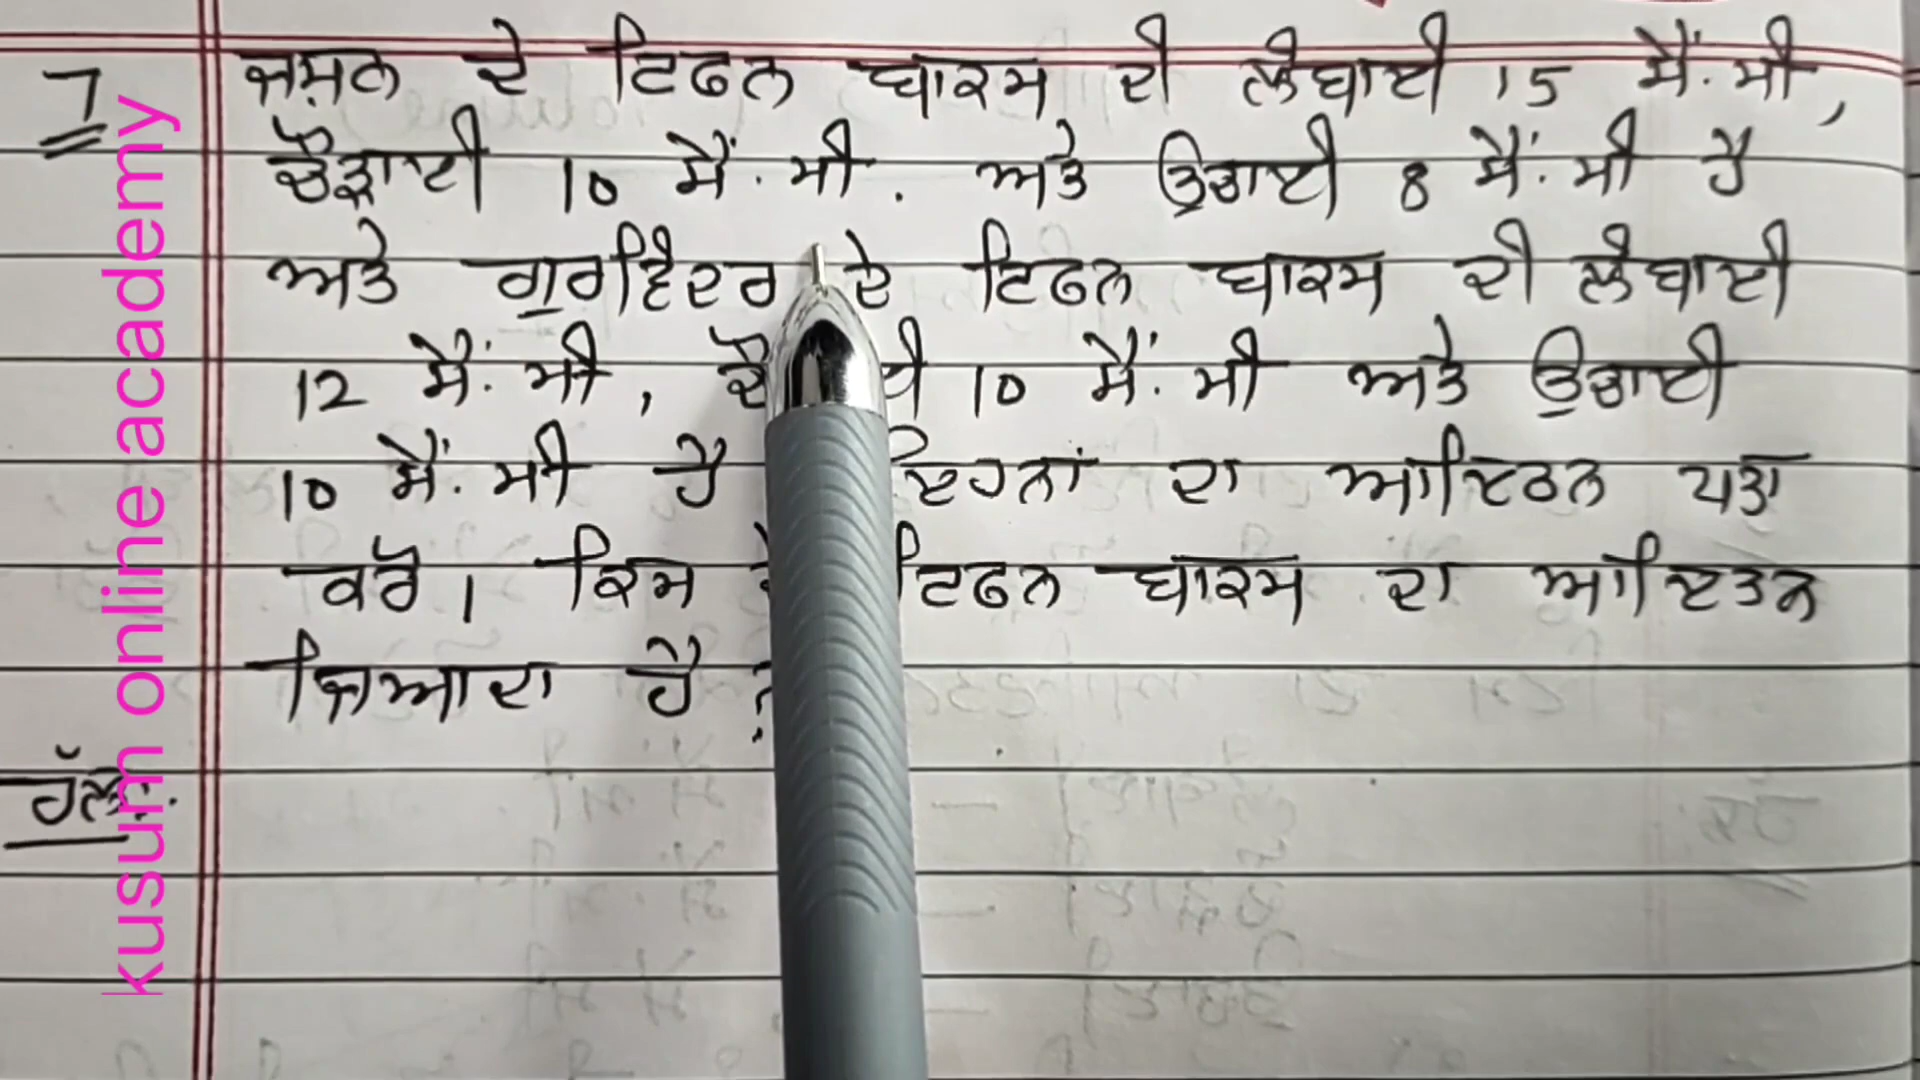 7 ਜਸ਼ਨ ਦੇ ਟਿਫਨ ਬਾਕਸ ਦੀ ਲੰਬਾਈ 15 ਸੈਂ. ਮੀ,
ਚੌੜਾਈ 10 ਸੈਂ. ਮੀ. ਅਤੇ ਉਚਾਈ 8 ਸੈਂ. ਮੀ ਹੈ
ਅਤੇ ਗੁਰਵਿੰਦਰ ਦੇ ਟਿਫਨ ਬਾਕਸ ਦੀ ਲੰਬਾਈ
12 ਸੈਂ. ਮੀ, 10 ਸੈਂ. ਮੀ ਅਤੇ ਉਚਾਈ
10 ਸੈਂ. ਮੀ ਹੈ ਇਹਨਾਂ ਦਾ ਆਇਤਨ ਪਤਾ
ਕਰੋ। ਕਿਸ ਟਿਫਨ ਬਾਕਸ ਦਾ ਆਇਤਨ
ਜ਼ਿਆਦਾ ਹੈ ?
ਹੱਲ:.
kusum online academy